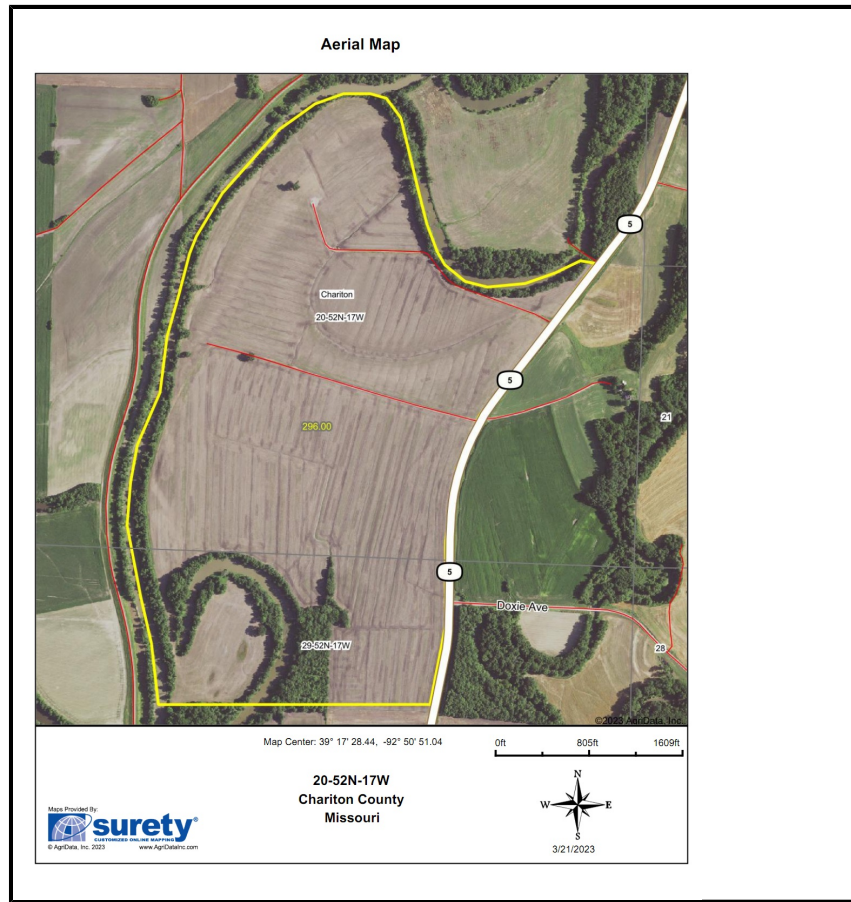 Aerial Map
5
Chariton
20-52N-17W
5
21
296.00
5
Doxie Ave
29-52N-17W
28
©2023 AgriData, Inc.
Map Center: 39° 17' 28.44, -92° 50' 51.04
0ft 805ft 1609ft
20-52N-17W
Chariton County
Missouri
N
W E
S
3/21/2023
Maps Provided By:
surety®
CUSTOMIZED ONLINE MAPPING
© AgriData, Inc. 2023 www.AgriDataInc.com